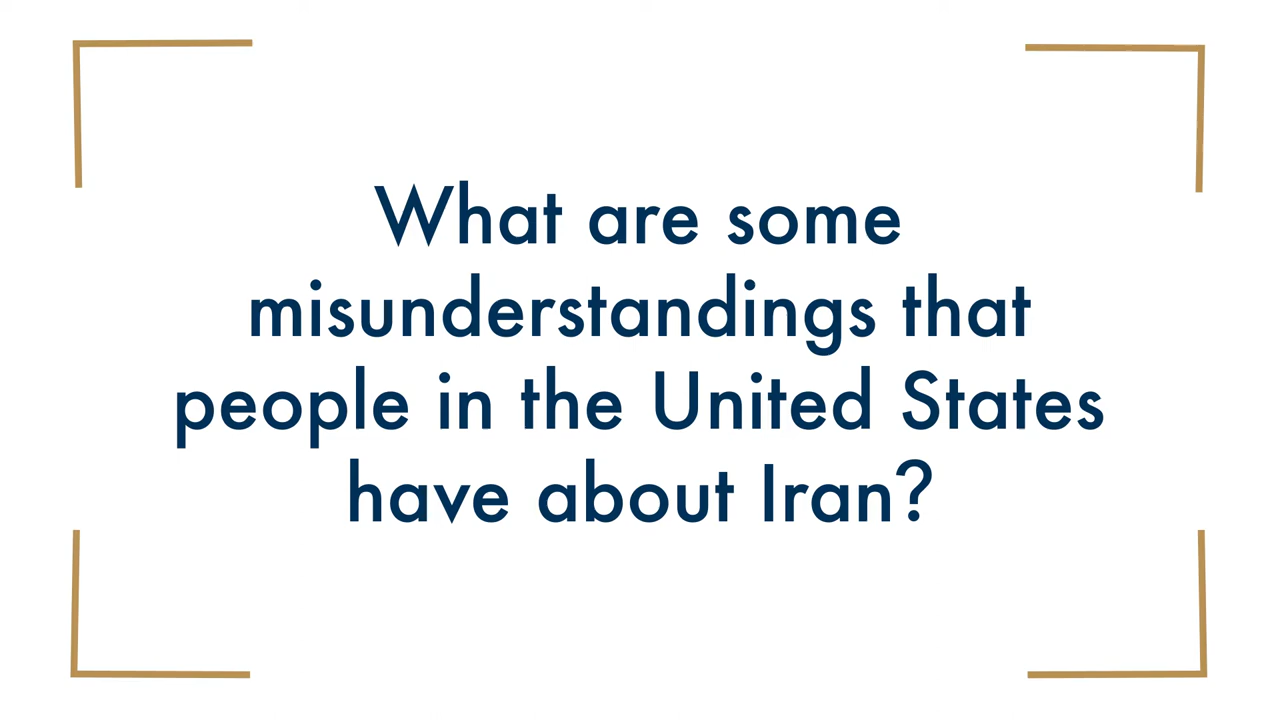 What are some
misunderstandings that
people in the United States
have about Iran?